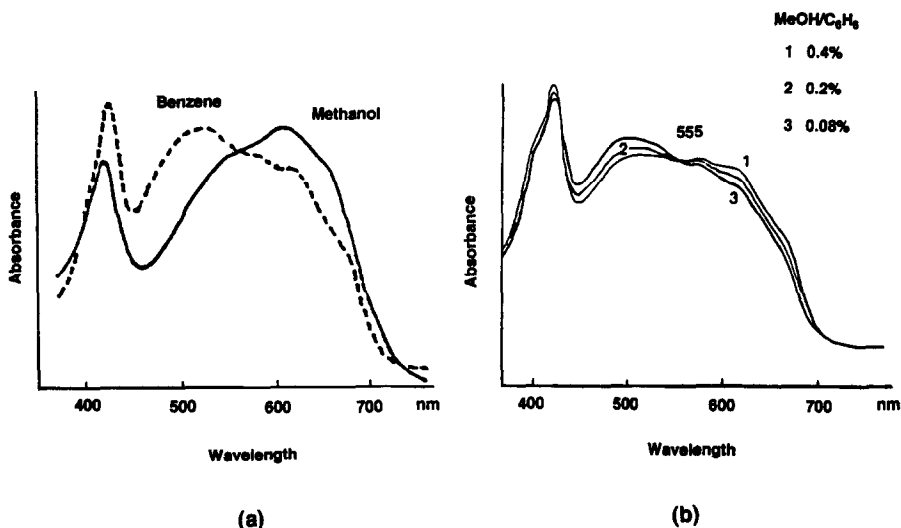 Absorbance
Benzene
Methanol
400
500
600
700
nm
Wavelength
(a)
MeOH/C₆H₆
1 0.4%
2 0.2%
3 0.08%
Absorbance
555
2
1
3
400
500
600
700
nm
Wavelength
(b)